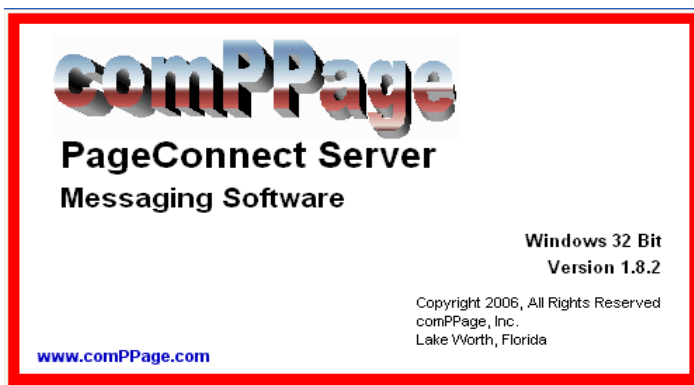 comPPage
PageConnect Server
Messaging Software
Windows 32 Bit
Version 1.8.2
Copyright 2006, All Rights Reserved
comPPage, Inc.
Lake Worth, Florida
www.comPPage.com